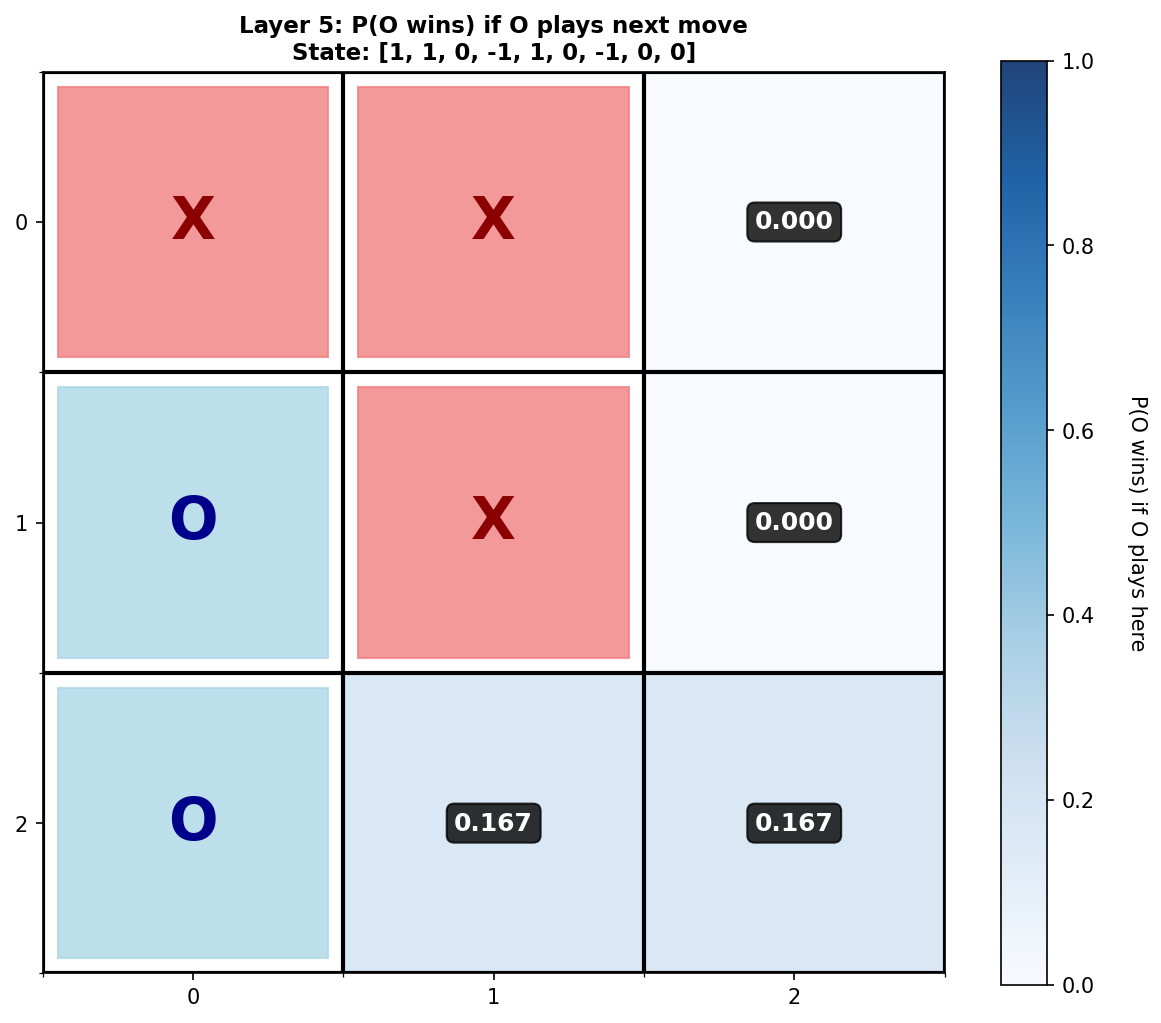 Layer 5: P(O wins) if O plays next move
State: [1, 1, 0, -1, 1, 0, -1, 0, 0]
0
X
X
0.000
1
O
X
0.000
2
O
0.167
0.167
0
1
2
1.0
0.8
0.6
0.4
0.2
0.0
P(O wins) if O plays here